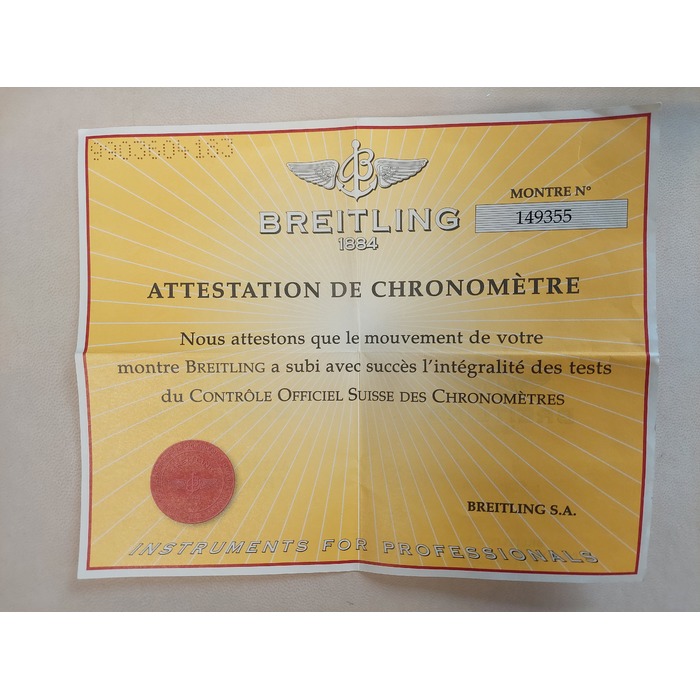 9903604183
MONTRE N°
149355
BREITLING
1884
ATTESTATION DE CHRONOMÈTRE
Nous attestons que le mouvement de votre
montre BREITLING a subi avec succès l'intégralité des tests
du CONTRÔLE OFFICIEL SUISSE DES CHRONOMÈTRES
BREITLING S.A.
INSTRUMENTS FOR PROFESSIONALS